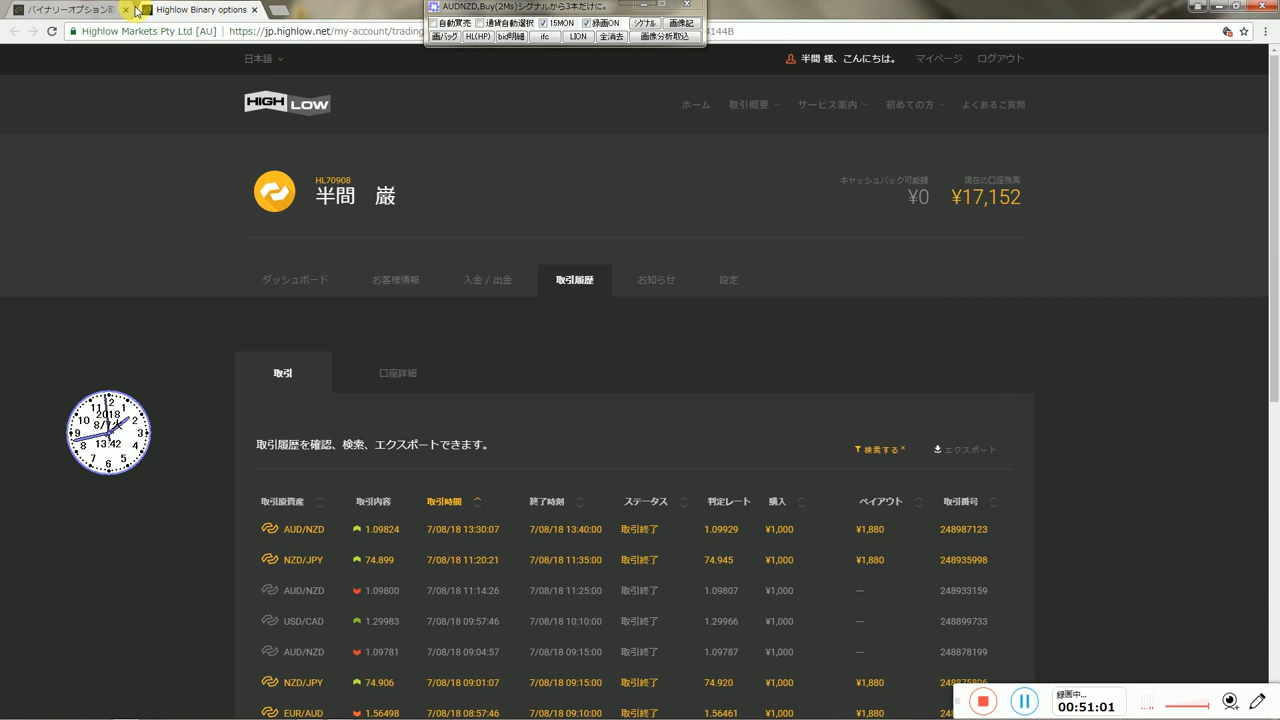 バイナリーオプション
Highlow Binary options
AUDNZD,Buy(2Ms)シグナルから3本だけに。
自動買売 通貨自動選択 15MON 録画ON シグナル 画像記
画バッグ HL(HP) bid明細 ifc LION 全消去 画像分析取込
Highlow Markets Pty Ltd [AU] https://jp.highlow.net/my-account/trading 4144B
日本語 半間 様、こんにちは。 マイページ ログアウト
HIGH LOW ホーム 取引概要 サービス案内 初めての方 よくあるご質問
HL70908 キャッシュバック可能額 現在の口座残高
半間 巌 ¥0 ¥17,152
ダッシュボード お客様情報 入金 / 出金 取引履歴 お知らせ 設定
取引 口座詳細
2018
13:42
取引履歴を確認、検索、エクスポートできます。 検索する エクスポート
取引原資産 取引内容 取引時間 終了時刻 ステータス 判定レート 購入 ペイアウト 取引番号
AUD/NZD 1.09824 7/08/18 13:30:07 7/08/18 13:40:00 取引終了 1.09929 ¥1,000 ¥1,880 248987123
NZD/JPY 74.899 7/08/18 11:20:21 7/08/18 11:35:00 取引終了 74.945 ¥1,000 ¥1,880 248935998
AUD/NZD 1.09800 7/08/18 11:14:26 7/08/18 11:25:00 取引終了 1.09807 ¥1,000 — 248933159
USD/CAD 1.29983 7/08/18 09:57:46 7/08/18 10:10:00 取引終了 1.29966 ¥1,000 — 248899733
AUD/NZD 1.09781 7/08/18 09:04:57 7/08/18 09:15:00 取引終了 1.09787 ¥1,000 — 248878199
NZD/JPY 74.906 7/08/18 09:01:07 7/08/18 09:15:00 取引終了 74.920 ¥1,000 ¥1,880 248875806
EUR/AUD 1.56498 7/08/18 08:57:46 7/08/18 09:10:00 取引終了 1.56461
録画中...
00:51:01